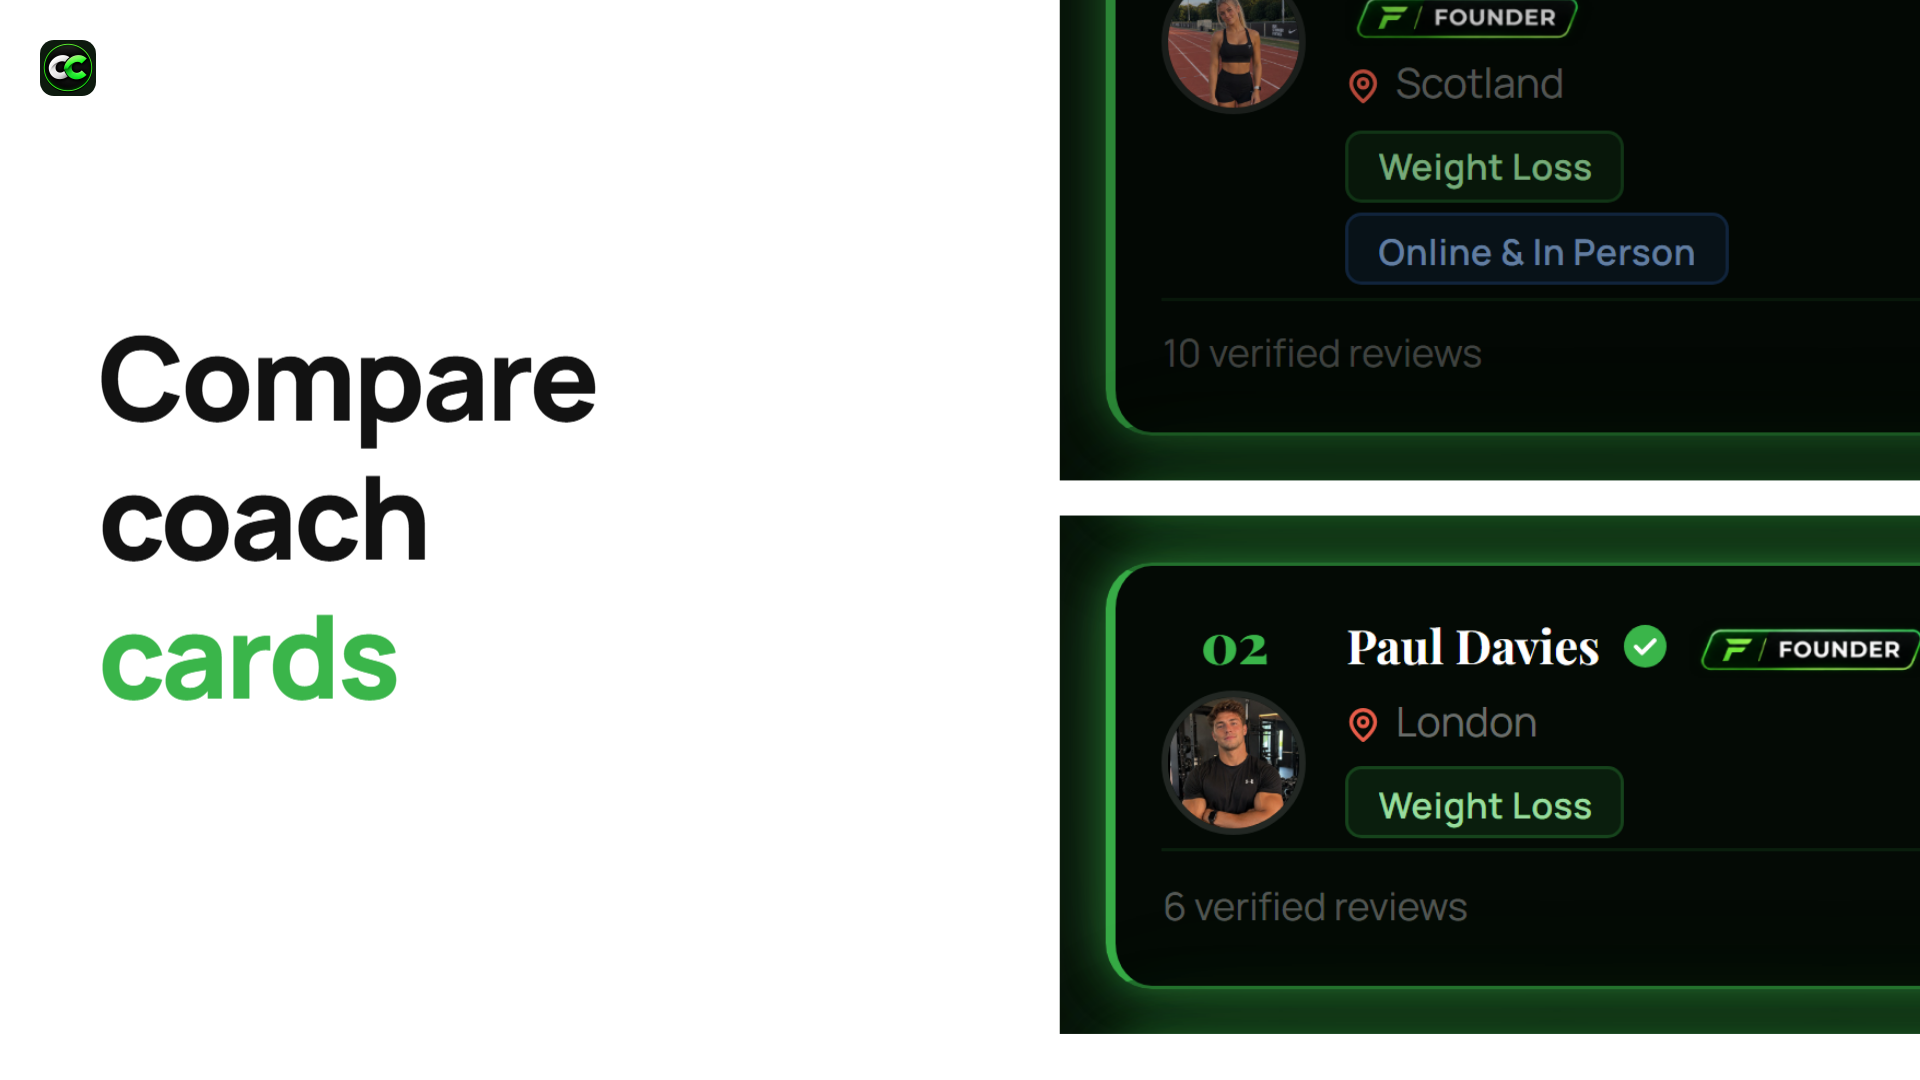 CC
Compare
coach
cards
F / FOUNDER
Scotland
Weight Loss
Online & In Person
10 verified reviews
02
Paul Davies
F / FOUNDER
London
Weight Loss
6 verified reviews